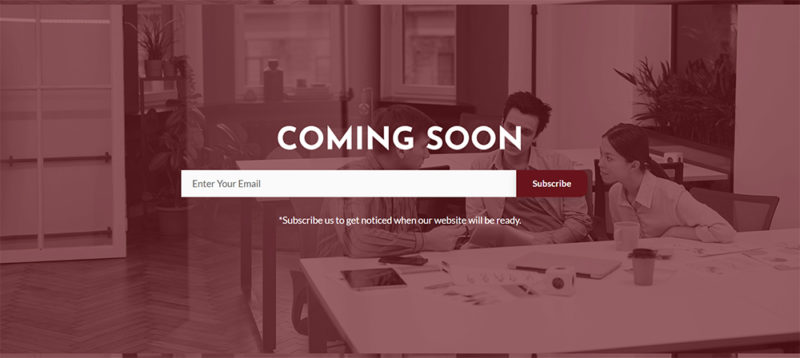 COMING SOON
Enter Your Email
Subscribe
*Subscribe us to get noticed when our website will be ready.